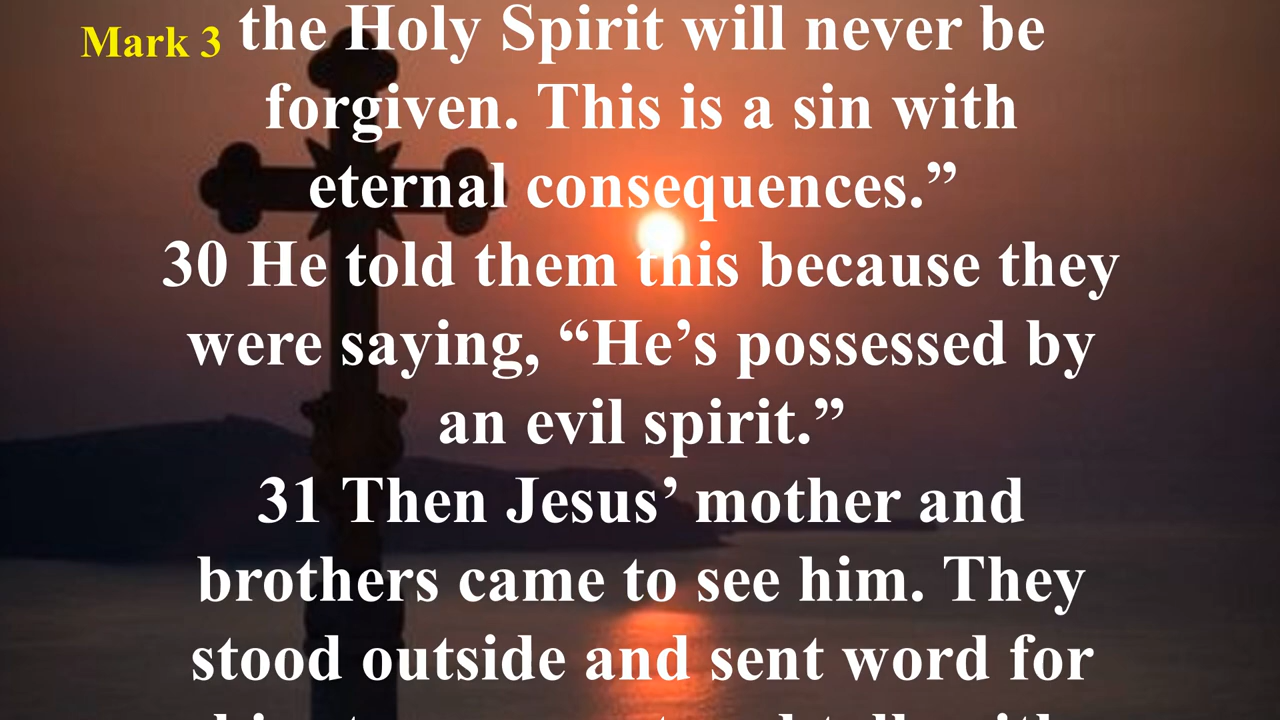 Mark 3
the Holy Spirit will never be
forgiven. This is a sin with
eternal consequences.”
30 He told them this because they
were saying, “He’s possessed by
an evil spirit.”
31 Then Jesus’ mother and
brothers came to see him. They
stood outside and sent word for